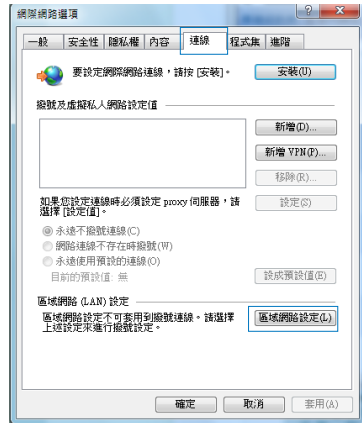 網際網路選項
一般 安全性 隱私權 內容 連線 程式集 進階
要設定網際網路連線，請按 [安裝]。
安裝(U)
撥號及虛擬私人網路設定值
新增(D)...
新增 VPN(P)...
移除(R)...
如果您設定連線時必須設定 proxy 伺服器，請
選擇 [設定值]。
設定(S)
永遠不撥號連線(C)
網路連線不存在時撥號(W)
永遠使用預設的連線(O)
目前的預設值: 無
設成預設值(E)
區域網路 (LAN) 設定
區域網路設定不可套用到撥號連線。請選擇
上述設定來進行撥號設定。
區域網路設定(L)
確定 取消 套用(A)